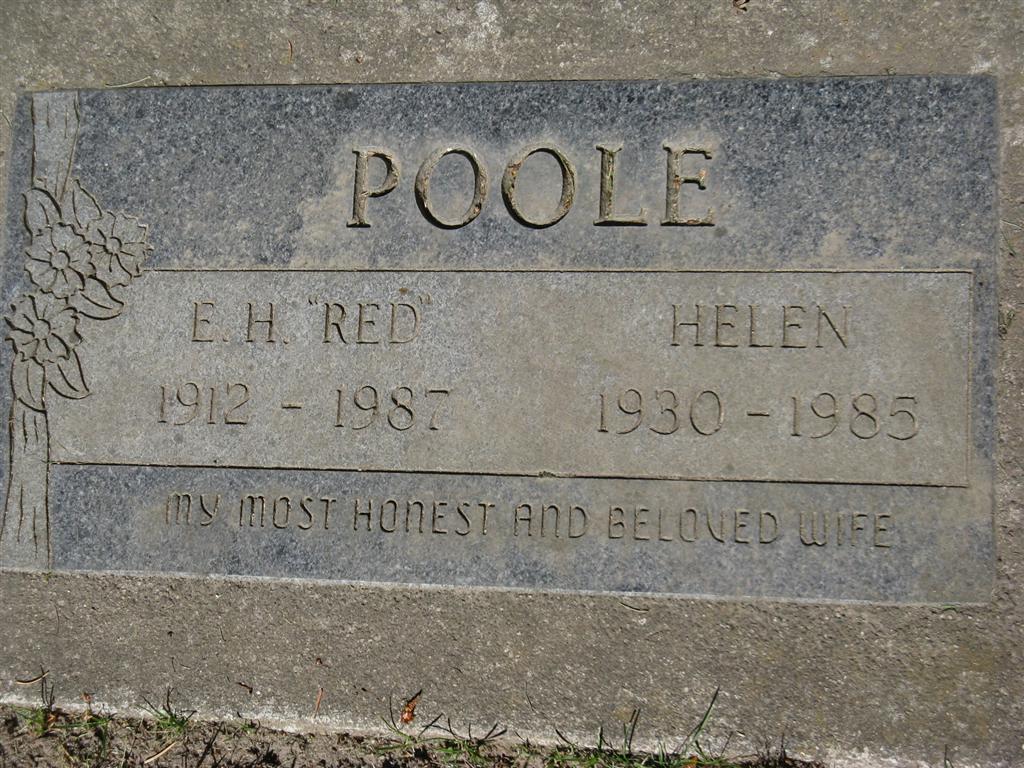 POOLE
E. H. "RED" HELEN
1912 - 1987 1930 - 1985
MY MOST HONEST AND BELOVED WIFE